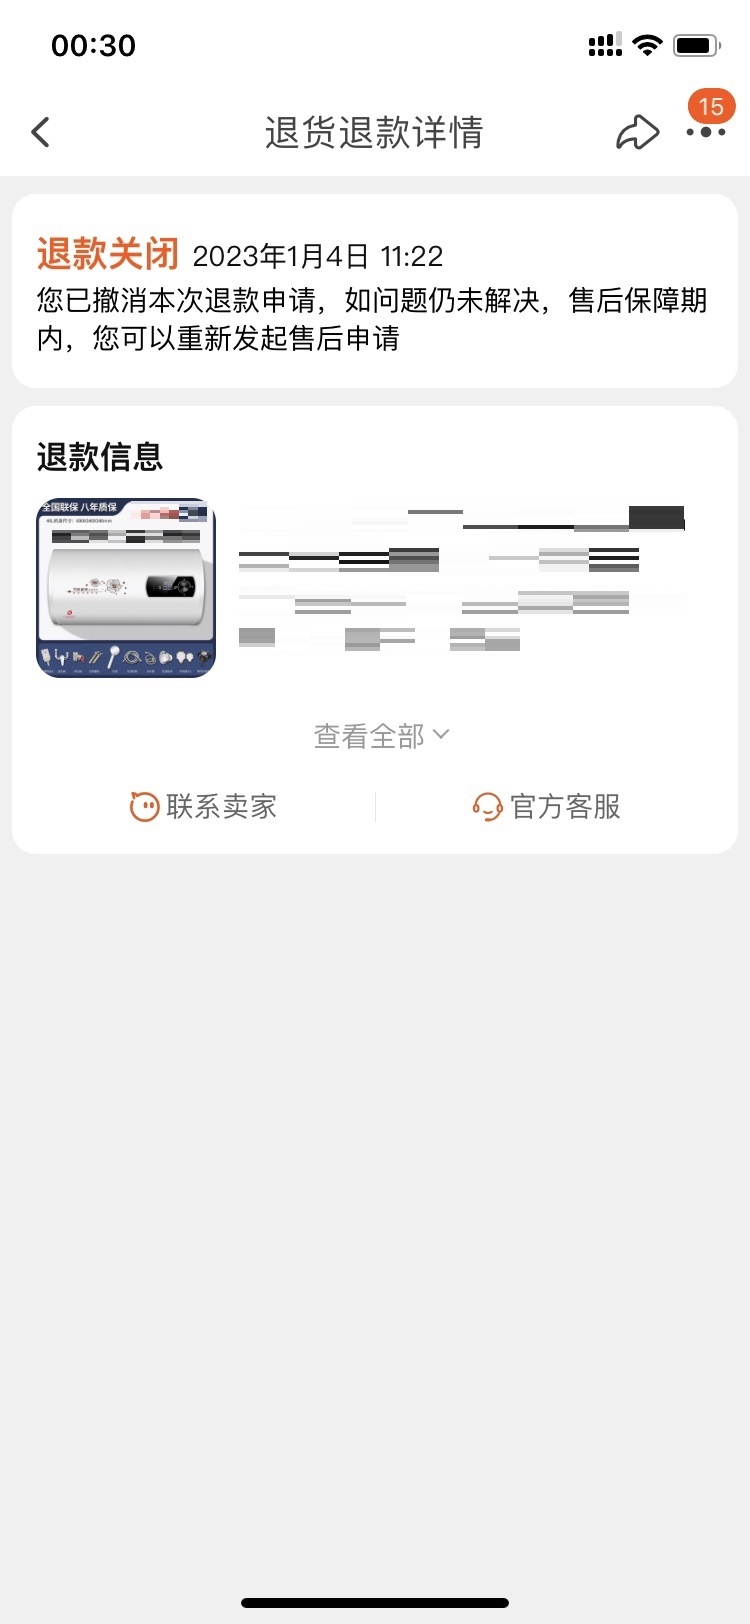 00:30
15
退货退款详情
退款关闭 2023年1月4日 11:22
您已撤消本次退款申请，如问题仍未解决，售后保障期
内，您可以重新发起售后申请
退款信息
全国联保 八年质保
查看全部
联系卖家
官方客服